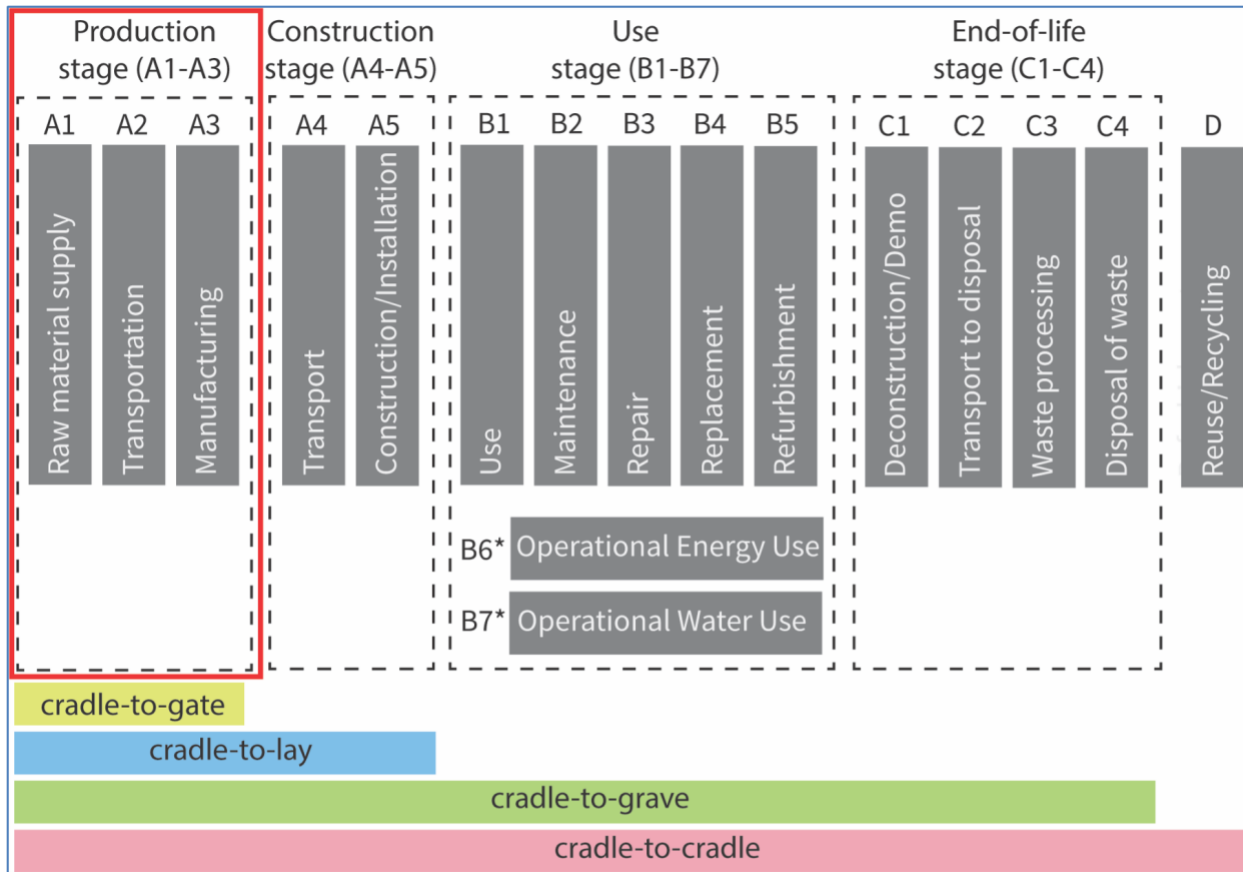 Production
stage (A1-A3)
Construction
stage (A4-A5)
Use
stage (B1-B7)
End-of-life
stage (C1-C4)
A1
A2
A3
A4
A5
B1
B2
B3
B4
B5
C1
C2
C3
C4
D
Raw material supply
Transportation
Manufacturing
Transport
Construction/Installation
Use
Maintenance
Repair
Replacement
Refurbishment
Deconstruction/Demo
Transport to disposal
Waste processing
Disposal of waste
Reuse/Recycling
B6* Operational Energy Use
B7* Operational Water Use
cradle-to-gate
cradle-to-lay
cradle-to-grave
cradle-to-cradle